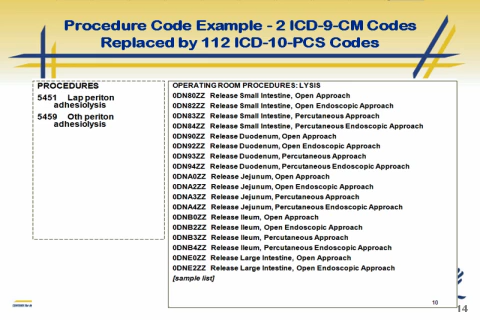 Procedure Code Example - 2 ICD-9-CM Codes
Replaced by 112 ICD-10-PCS Codes
PROCEDURES
5451 Lap periton
adhesiolysis
5459 Oth periton
adhesiolysis
OPERATING ROOM PROCEDURES: LYSIS
0DN80ZZ Release Small Intestine, Open Approach
0DN82ZZ Release Small Intestine, Open Endoscopic Approach
0DN83ZZ Release Small Intestine, Percutaneous Approach
0DN84ZZ Release Small Intestine, Percutaneous Endoscopic Approach
0DN90ZZ Release Duodenum, Open Approach
0DN92ZZ Release Duodenum, Open Endoscopic Approach
0DN93ZZ Release Duodenum, Percutaneous Approach
0DN94ZZ Release Duodenum, Percutaneous Endoscopic Approach
0DNA0ZZ Release Jejunum, Open Approach
0DNA2ZZ Release Jejunum, Open Endoscopic Approach
0DNA3ZZ Release Jejunum, Percutaneous Approach
0DNA4ZZ Release Jejunum, Percutaneous Endoscopic Approach
0DNB0ZZ Release Ileum, Open Approach
0DNB2ZZ Release Ileum, Open Endoscopic Approach
0DNB3ZZ Release Ileum, Percutaneous Approach
0DNB4ZZ Release Ileum, Percutaneous Endoscopic Approach
0DNE0ZZ Release Large Intestine, Open Approach
0DNE2ZZ Release Large Intestine, Open Endoscopic Approach
[sample list]
10
14